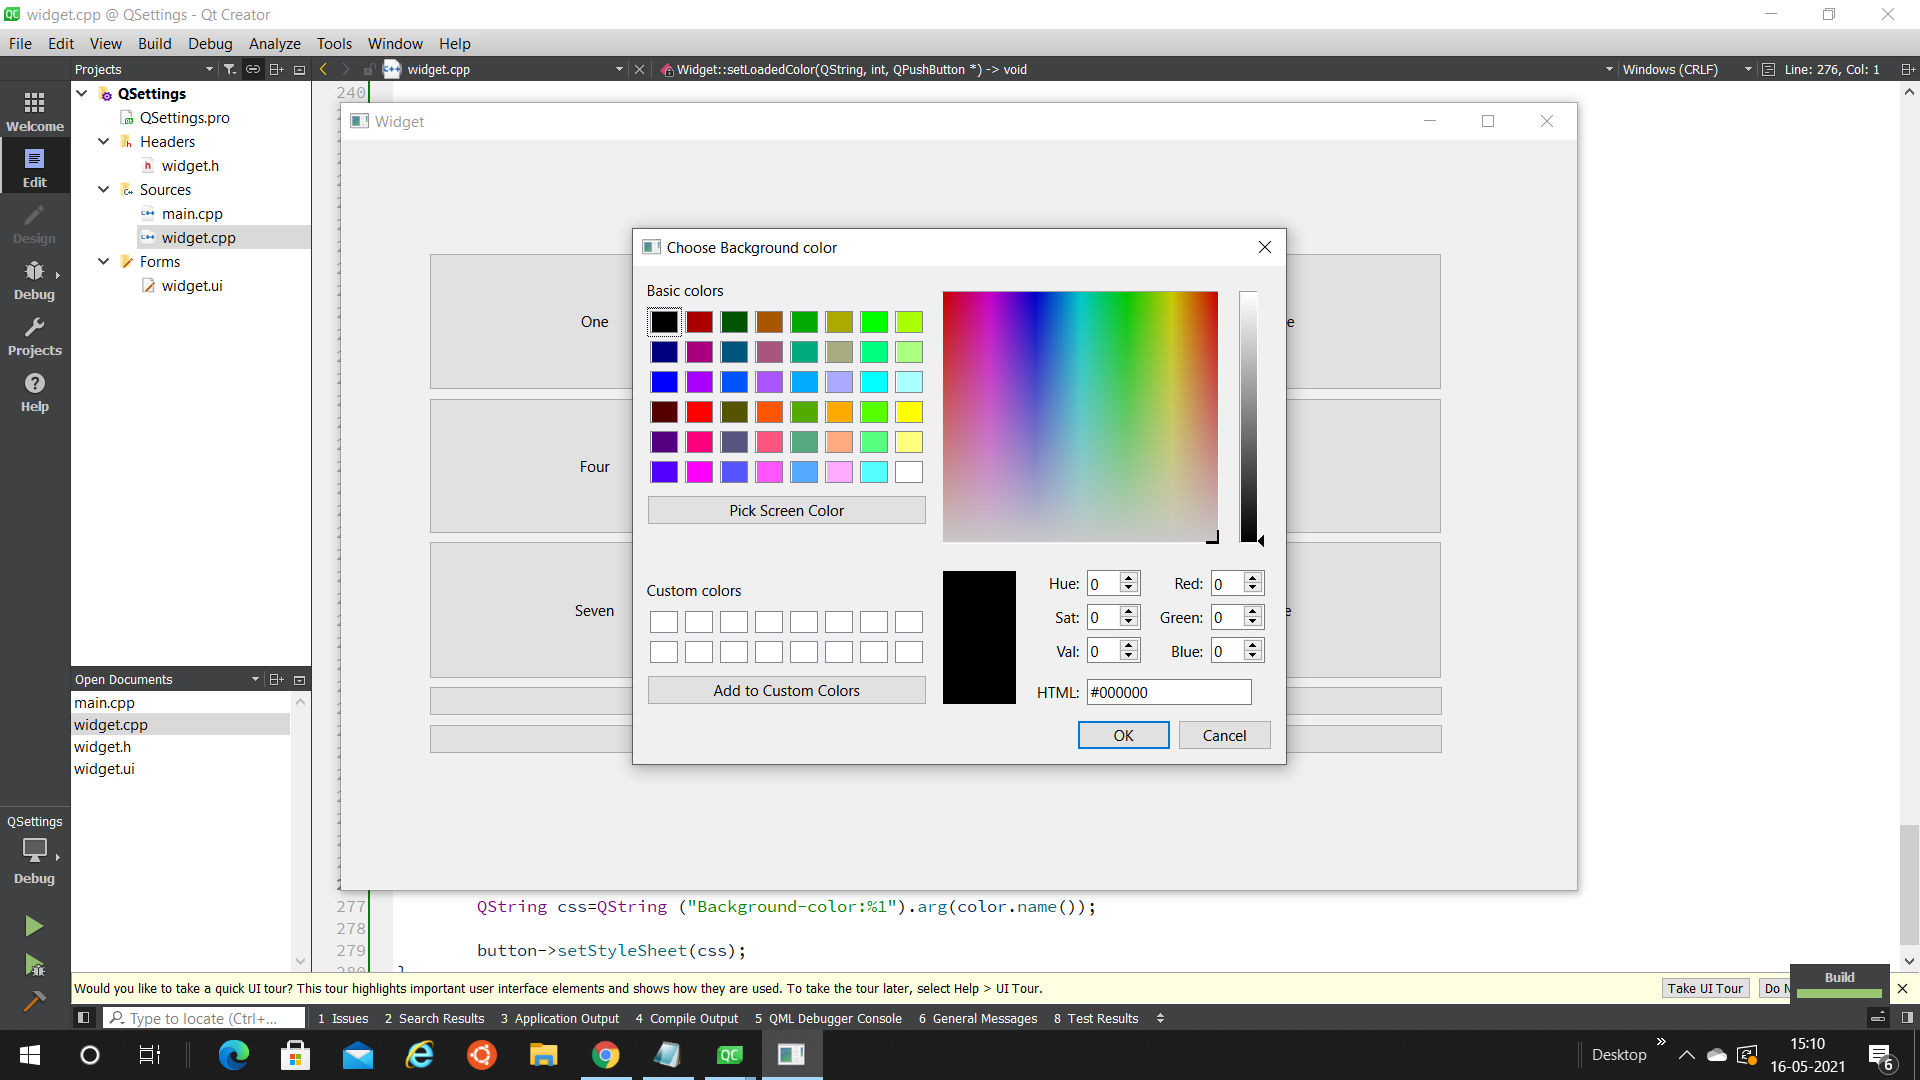 widget.cpp @ QSettings - Qt Creator
File Edit View Build Debug Analyze Tools Window Help
Projects
widget.cpp
Widget::setLoadedColor(QString, int, QPushButton *) -> void
Windows (CRLF)
Line: 276, Col: 1
Welcome
Edit
Design
Debug
Projects
Help
QSettings
QSettings.pro
Headers
widget.h
Sources
main.cpp
widget.cpp
Forms
widget.ui
Open Documents
main.cpp
widget.cpp
widget.h
widget.ui
QSettings
Debug
240
Widget
One
Four
Seven
e
e
Choose Background color
Basic colors
Pick Screen Color
Custom colors
Add to Custom Colors
Hue: 0 Red: 0
Sat: 0 Green: 0
Val: 0 Blue: 0
HTML: #000000
OK Cancel
277 QString css=QString ("Background-color:%1").arg(color.name());
278
279 button->setStyleSheet(css);
280 }
Would you like to take a quick UI tour? This tour highlights important user interface elements and shows how they are used. To take the tour later, select Help > UI Tour.
Take UI Tour
Do N
Build
Type to locate (Ctrl+...
1 Issues 2 Search Results 3 Application Output 4 Compile Output 5 QML Debugger Console 6 General Messages 8 Test Results
Desktop
15:10
16-05-2021
6